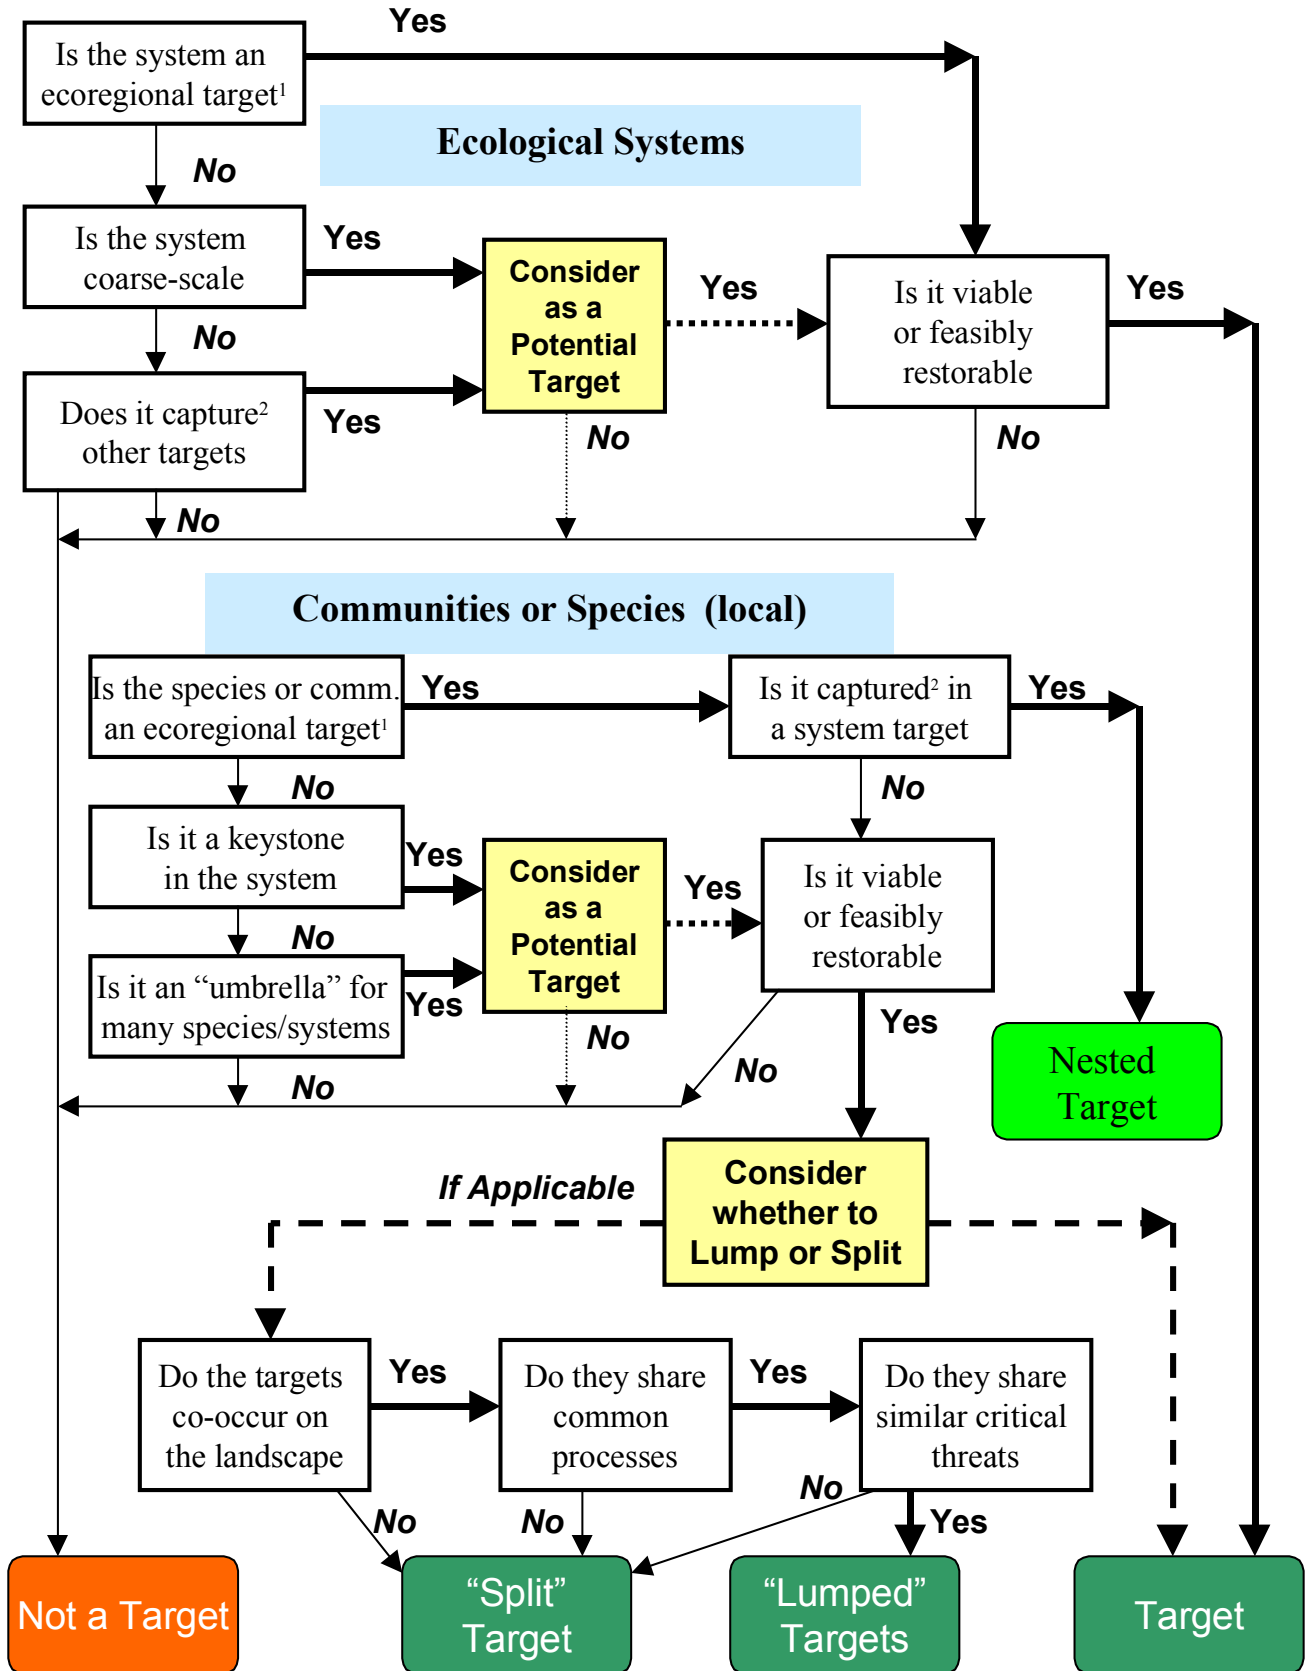 Yes
Is the system an
ecoregional target¹
Ecological Systems
No
Is the system
coarse-scale
Yes
Consider
as a
Potential
Target
Yes
Is it viable
or feasibly
restorable
Yes
No
Does it capture²
other targets
Yes
No
No
No
Communities or Species (local)
Is the species or comm.
an ecoregional target¹
Yes
Is it captured² in
a system target
Yes
No
No
Is it a keystone
in the system
Yes
Consider
as a
Potential
Target
Yes
Is it viable
or feasibly
restorable
No
Is it an “umbrella” for
many species/systems
Yes
No
Yes
No
No
Nested
Target
If Applicable
Consider
whether to
Lump or Split
Do the targets
co-occur on
the landscape
Yes
Do they share
common
processes
Yes
Do they share
similar critical
threats
No
No
No
Yes
Not a Target
“Split”
Target
“Lumped”
Targets
Target